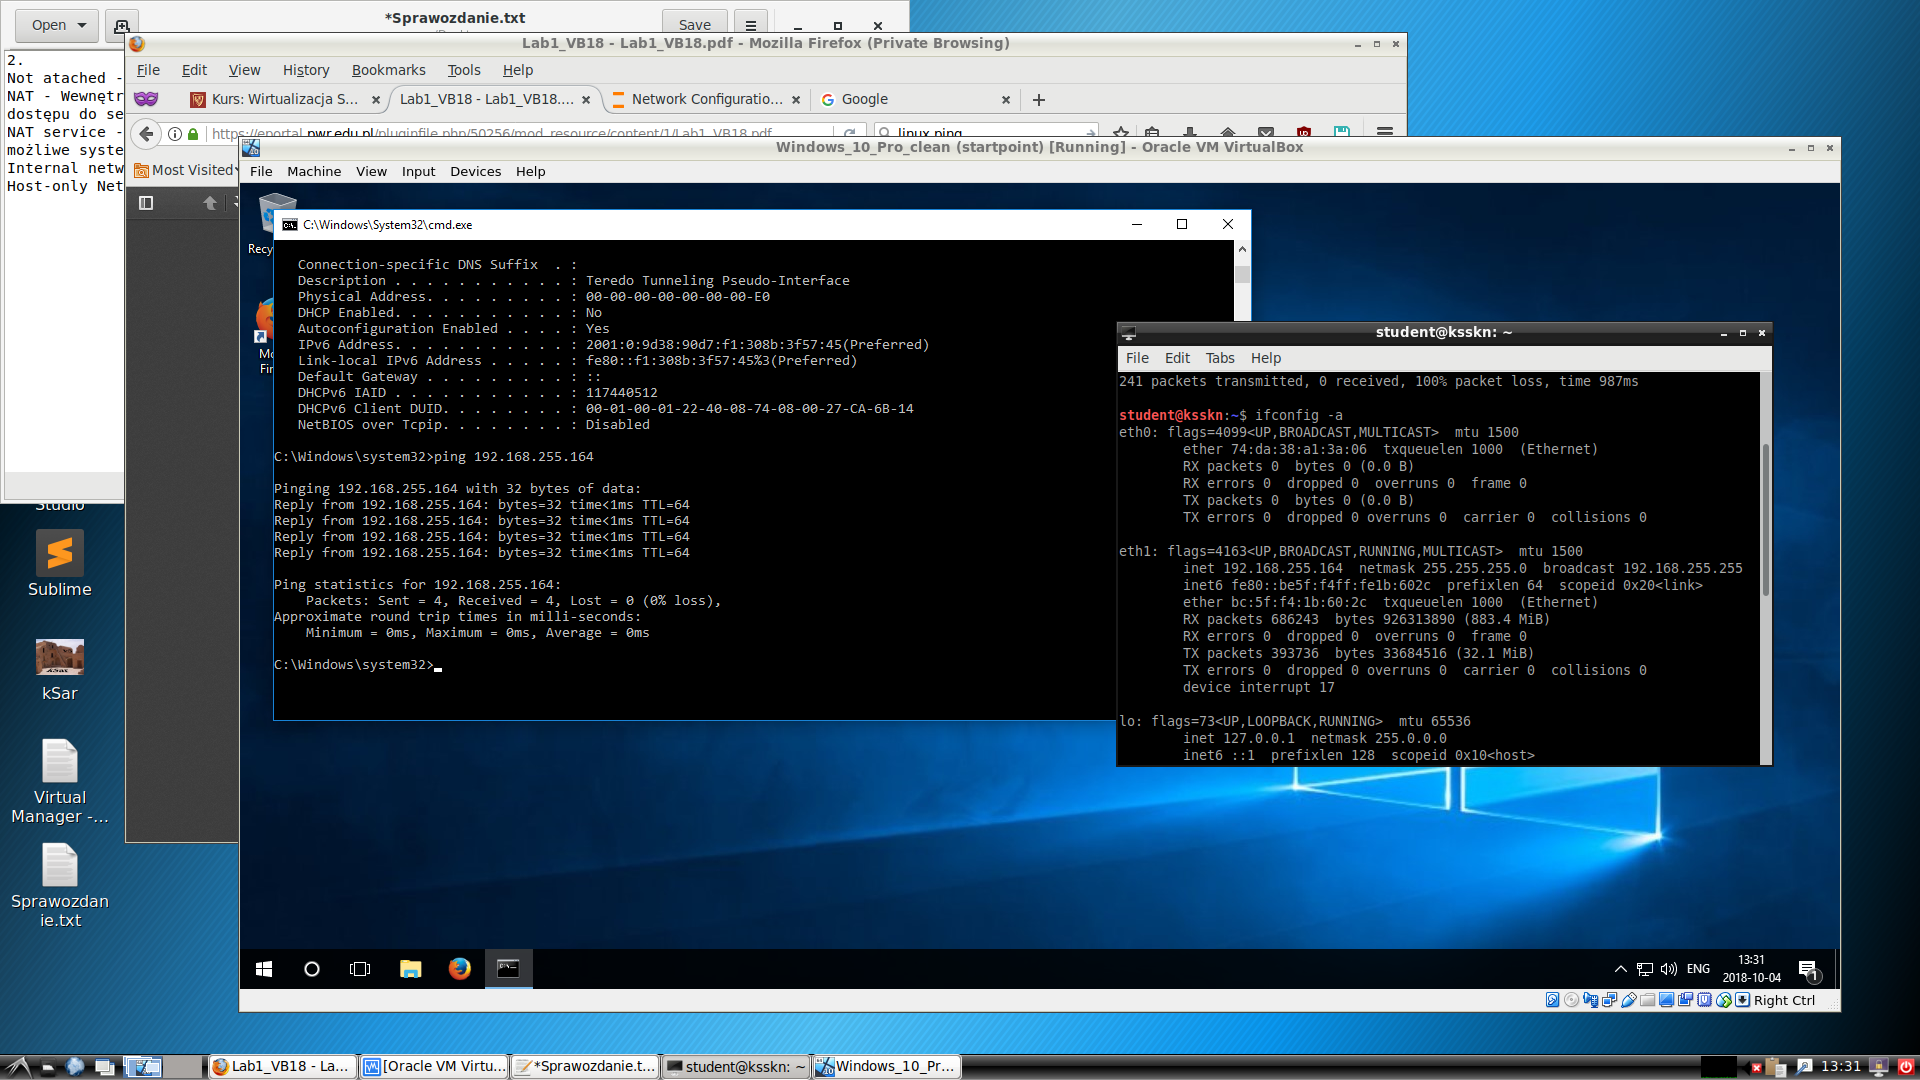 Open
*Sprawozdanie.txt
Save
2.
Not atached -
NAT - Wewnętr
dostępu do se
NAT service -
możliwe syste
Internal netw
Host-only Net
Lab1_VB18 - Lab1_VB18.pdf - Mozilla Firefox (Private Browsing)
File Edit View History Bookmarks Tools Help
Kurs: Wirtualizacja S...
Lab1_VB18 - Lab1_VB18....
Network Configuratio...
Google
https://eportal.pwr.edu.pl/pluginfile.php/50256/mod_resource/content/1/Lab1_VB18.pdf
linux ping
Most Visited
Windows_10_Pro_clean (startpoint) [Running] - Oracle VM VirtualBox
File Machine View Input Devices Help
Recy
Mo
Fir
C:\Windows\System32\cmd.exe
Connection-specific DNS Suffix  . :
Description . . . . . . . . . . . : Teredo Tunneling Pseudo-Interface
Physical Address. . . . . . . . . : 00-00-00-00-00-00-00-E0
DHCP Enabled. . . . . . . . . . . : No
Autoconfiguration Enabled . . . . : Yes
IPv6 Address. . . . . . . . . . . : 2001:0:9d38:90d7:f1:308b:3f57:45(Preferred)
Link-local IPv6 Address . . . . . : fe80::f1:308b:3f57:45%3(Preferred)
Default Gateway . . . . . . . . . : ::
DHCPv6 IAID . . . . . . . . . . . : 117440512
DHCPv6 Client DUID. . . . . . . . : 00-01-00-01-22-40-08-74-08-00-27-CA-6B-14
NetBIOS over Tcpip. . . . . . . . : Disabled
C:\Windows\system32>ping 192.168.255.164
Pinging 192.168.255.164 with 32 bytes of data:
Reply from 192.168.255.164: bytes=32 time<1ms TTL=64
Reply from 192.168.255.164: bytes=32 time<1ms TTL=64
Reply from 192.168.255.164: bytes=32 time<1ms TTL=64
Reply from 192.168.255.164: bytes=32 time<1ms TTL=64
Ping statistics for 192.168.255.164:
Packets: Sent = 4, Received = 4, Lost = 0 (0% loss),
Approximate round trip times in milli-seconds:
Minimum = 0ms, Maximum = 0ms, Average = 0ms
C:\Windows\system32>
student@ksskn: ~
File Edit Tabs Help
241 packets transmitted, 0 received, 100% packet loss, time 987ms
student@ksskn:~$ ifconfig -a
eth0: flags=4099<UP,BROADCAST,MULTICAST>  mtu 1500
ether 74:da:38:a1:3a:06  txqueuelen 1000  (Ethernet)
RX packets 0  bytes 0 (0.0 B)
RX errors 0  dropped 0  overruns 0  frame 0
TX packets 0  bytes 0 (0.0 B)
TX errors 0  dropped 0 overruns 0  carrier 0  collisions 0
eth1: flags=4163<UP,BROADCAST,RUNNING,MULTICAST>  mtu 1500
inet 192.168.255.164  netmask 255.255.255.0  broadcast 192.168.255.255
inet6 fe80::be5f:f4ff:fe1b:602c  prefixlen 64  scopeid 0x20<link>
ether bc:5f:f4:1b:60:2c  txqueuelen 1000  (Ethernet)
RX packets 686243  bytes 926313890 (883.4 MiB)
RX errors 0  dropped 0  overruns 0  frame 0
TX packets 393736  bytes 33684516 (32.1 MiB)
TX errors 0  dropped 0 overruns 0  carrier 0  collisions 0
device interrupt 17
lo: flags=73<UP,LOOPBACK,RUNNING>  mtu 65536
inet 127.0.0.1  netmask 255.0.0.0
inet6 ::1  prefixlen 128  scopeid 0x10<host>
Studio
Sublime
kSar
kSar
Virtual
Manager -...
Sprawozdan
ie.txt
ENG
13:31
2018-10-04
1
Right Ctrl
Lab1_VB18 - La...
[Oracle VM Virtu...
*Sprawozdanie.t...
student@ksskn: ~
Windows_10_Pr...
13:31